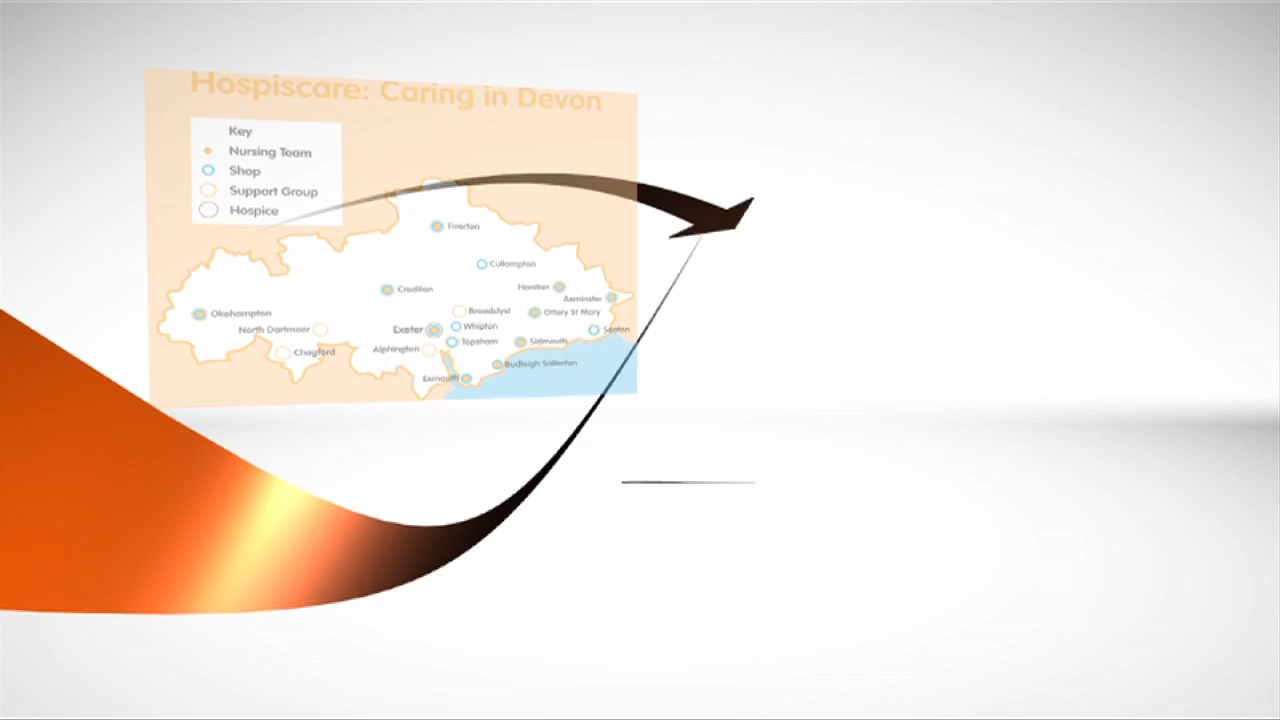 Hospiscare: Caring in Devon
Key
Nursing Team
Shop
Support Group
Hospice
Tiverton
Cullompton
Honiton
Crediton
Axminster
Okehampton
Broadclyst
Ottery St Mary
North Dartmoor
Exeter
Whipton
Seaton
Topsham
Sidmouth
Alphington
Chagford
Budleigh Salterton
Exmouth